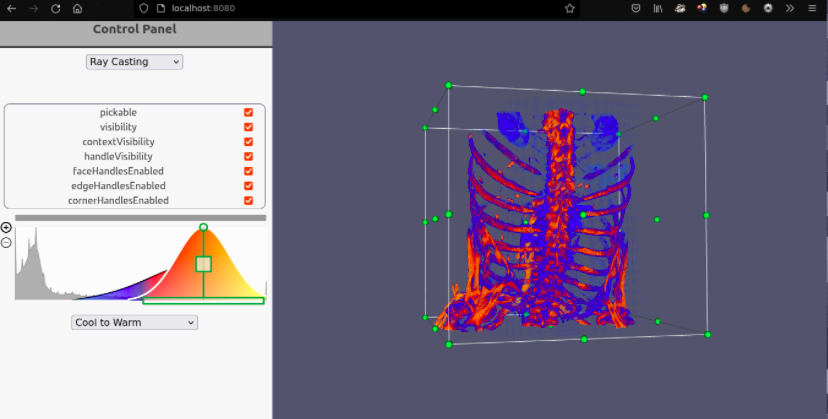 localhost:8080
Control Panel
Ray Casting
pickable
visibility
contextVisibility
handleVisibility
faceHandlesEnabled
edgeHandlesEnabled
cornerHandlesEnabled
Cool to Warm